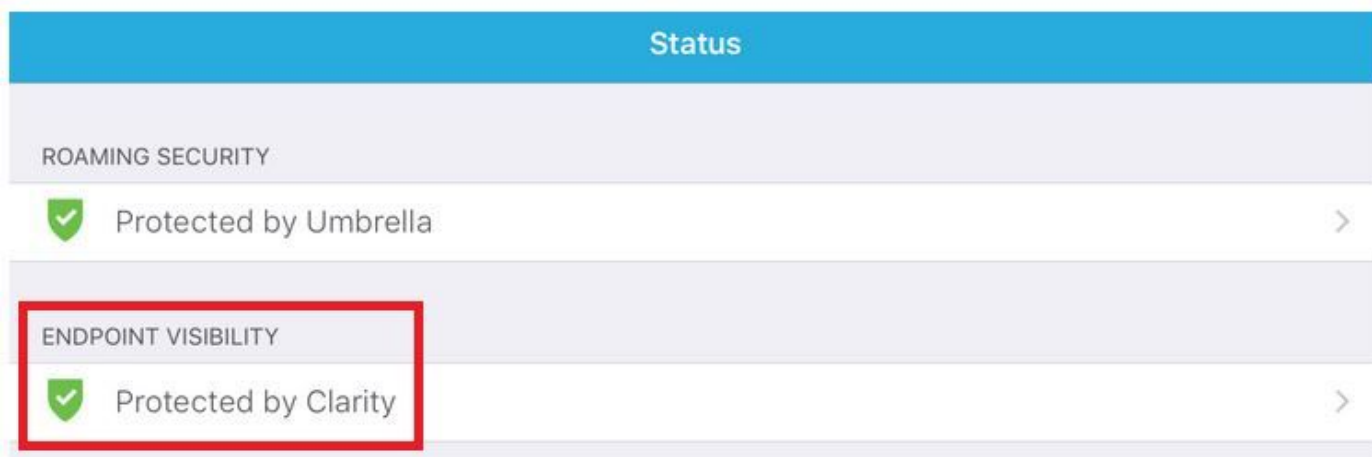 Status
ROAMING SECURITY
Protected by Umbrella
ENDPOINT VISIBILITY
Protected by Clarity